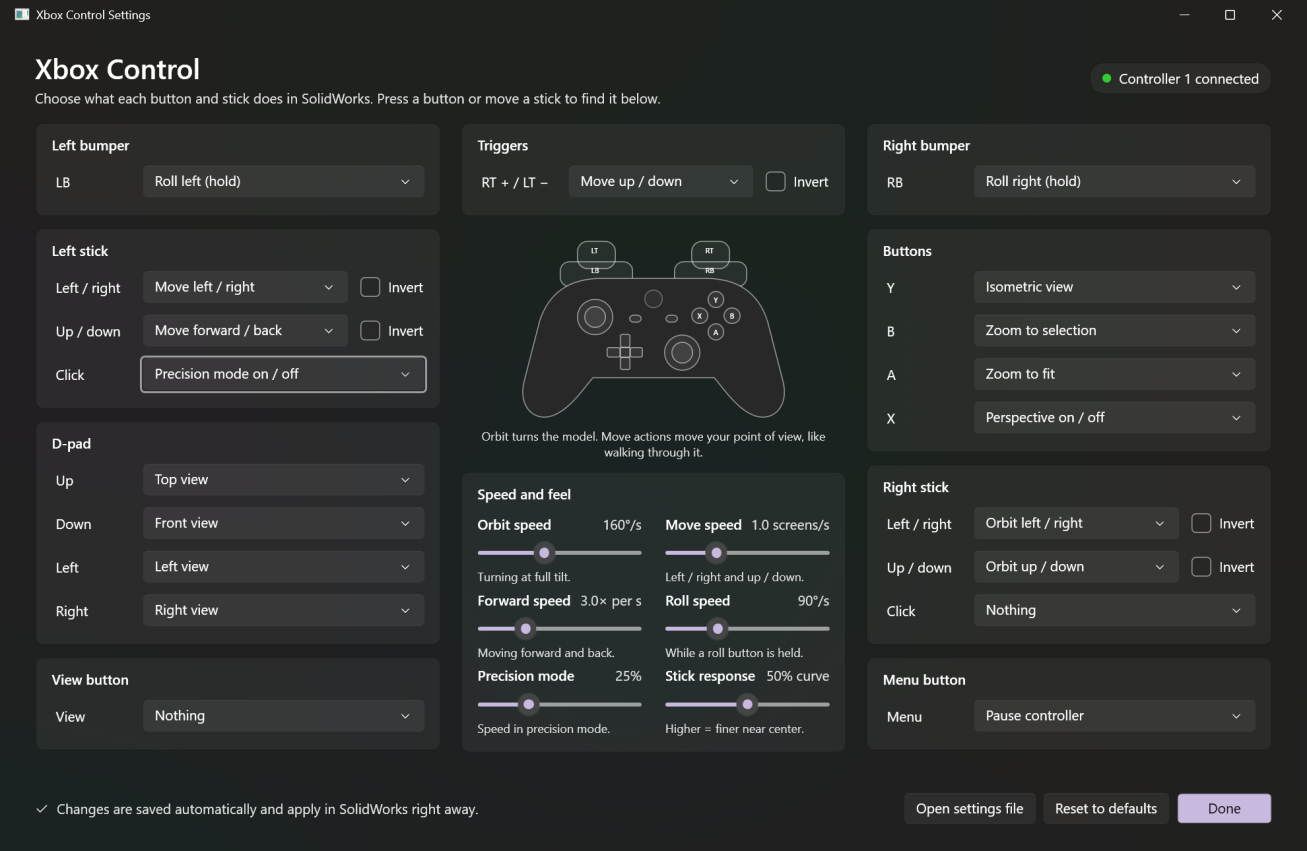 Xbox Control Settings
Xbox Control
Choose what each button and stick does in SolidWorks. Press a button or move a stick to find it below.
Controller 1 connected
Left bumper
LB
Roll left (hold)
Left stick
Left / right
Move left / right
Invert
Up / down
Move forward / back
Invert
Click
Precision mode on / off
D-pad
Up
Top view
Down
Front view
Left
Left view
Right
Right view
View button
View
Nothing
Triggers
RT + / LT −
Move up / down
Invert
LT
RT
LB
RB
Y
X
B
A
Orbit turns the model. Move actions move your point of view, like
walking through it.
Speed and feel
Orbit speed 160°/s
Turning at full tilt.
Move speed 1.0 screens/s
Left / right and up / down.
Forward speed 3.0× per s
Moving forward and back.
Roll speed 90°/s
While a roll button is held.
Precision mode 25%
Speed in precision mode.
Stick response 50% curve
Higher = finer near center.
Right bumper
RB
Roll right (hold)
Buttons
Y
Isometric view
B
Zoom to selection
A
Zoom to fit
X
Perspective on / off
Right stick
Left / right
Orbit left / right
Invert
Up / down
Orbit up / down
Invert
Click
Nothing
Menu button
Menu
Pause controller
Changes are saved automatically and apply in SolidWorks right away.
Open settings file
Reset to defaults
Done